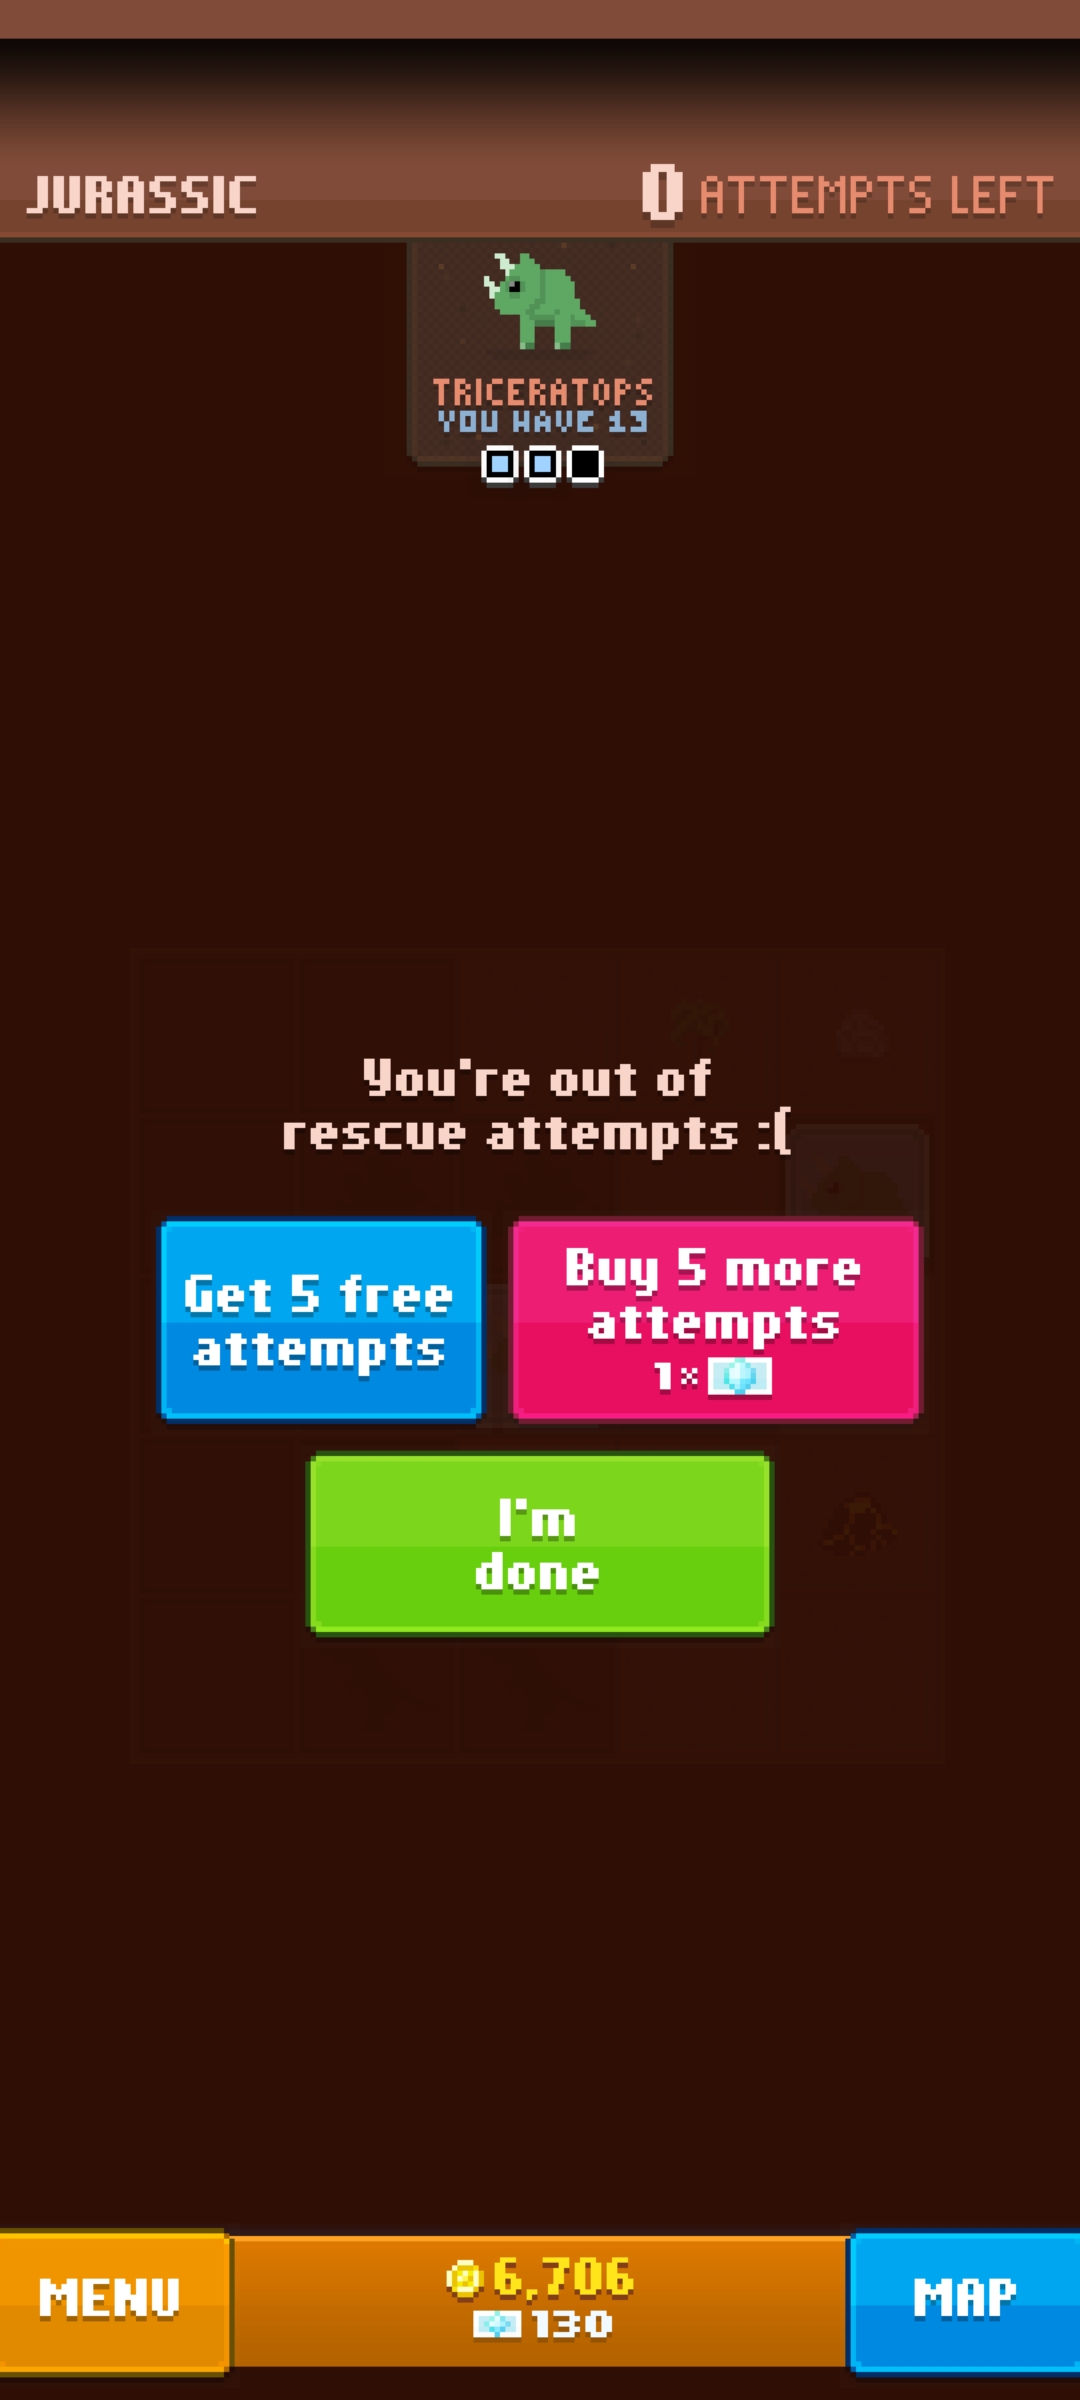 JURASSIC
0 ATTEMPTS LEFT
TRICERATOPS
YOU HAVE 13
You're out of
rescue attempts :(
Get 5 free
attempts
Buy 5 more
attempts
1×
I'm
done
MENU
6,706
130
MAP